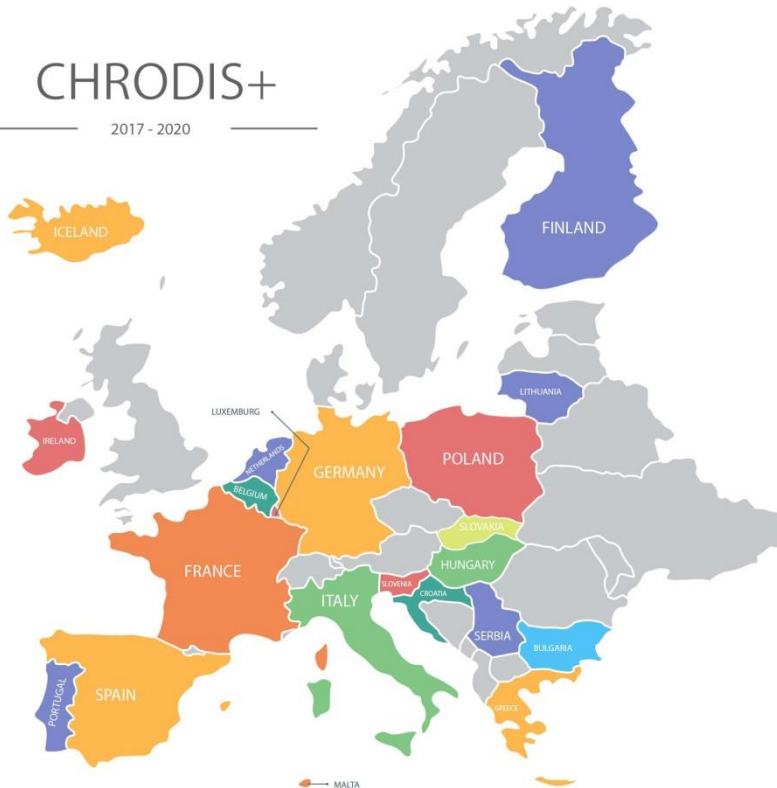 CHRODIS+
2017 - 2020
ICELAND
FINLAND
LITHUANIA
LUXEMBURG
IRELAND
NETHERLANDS
BELGIUM
GERMANY
POLAND
SLOVAKIA
FRANCE
HUNGARY
ITALY
SLOVENIA
CROATIA
SERBIA
BULGARIA
PORTUGAL
SPAIN
GREECE
MALTA